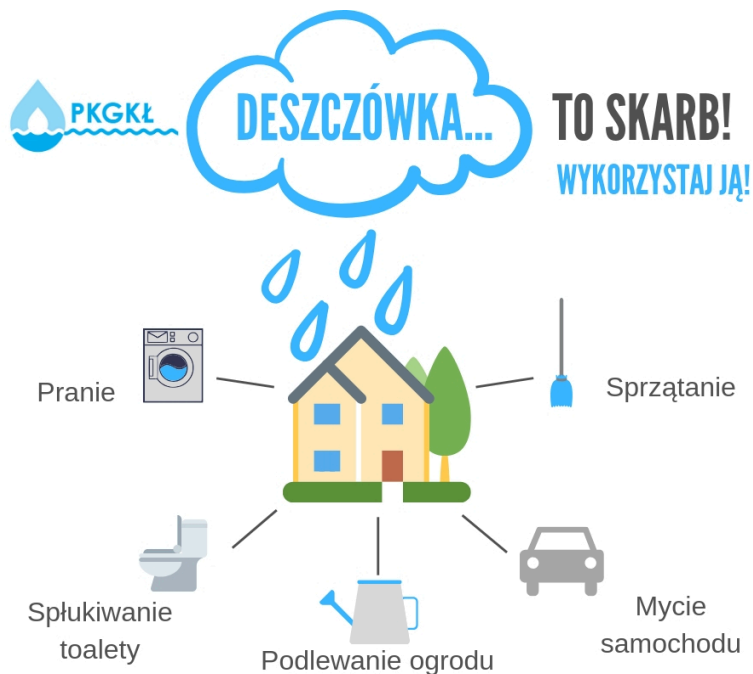 PKGKŁ
DESZCZÓWKA...
TO SKARB!
WYKORZYSTAJ JĄ!
Pranie
Sprzątanie
Spłukiwanie
toalety
Podlewanie ogrodu
Mycie
samochodu